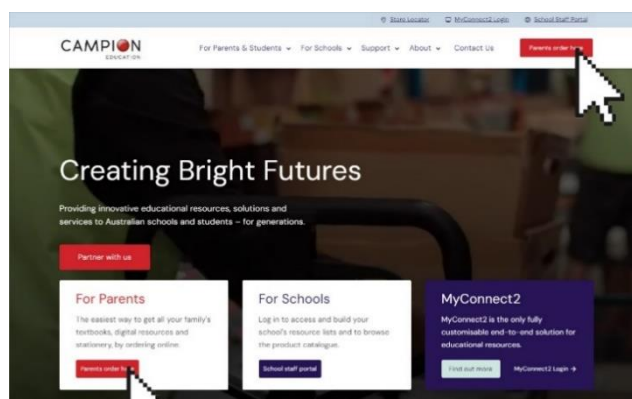 Store Locator MyConnect2 Login School Staff Portal
CAMPION
EDUCATION
For Parents & Students For Schools Support About Contact Us Parents order here
Creating Bright Futures
Providing innovative educational resources, solutions and
services to Australian schools and students – for generations.
Partner with us
For Parents
The easiest way to get all your family's
textbooks, digital resources and
stationery, by ordering online.
Parents order
For Schools
Log in to access and build your
school's resource lists and to browse
the product catalogue.
School staff portal
MyConnect2
MyConnect2 is the only fully
customisable end-to-end solution for
educational resources.
Find out more MyConnect2 Login →